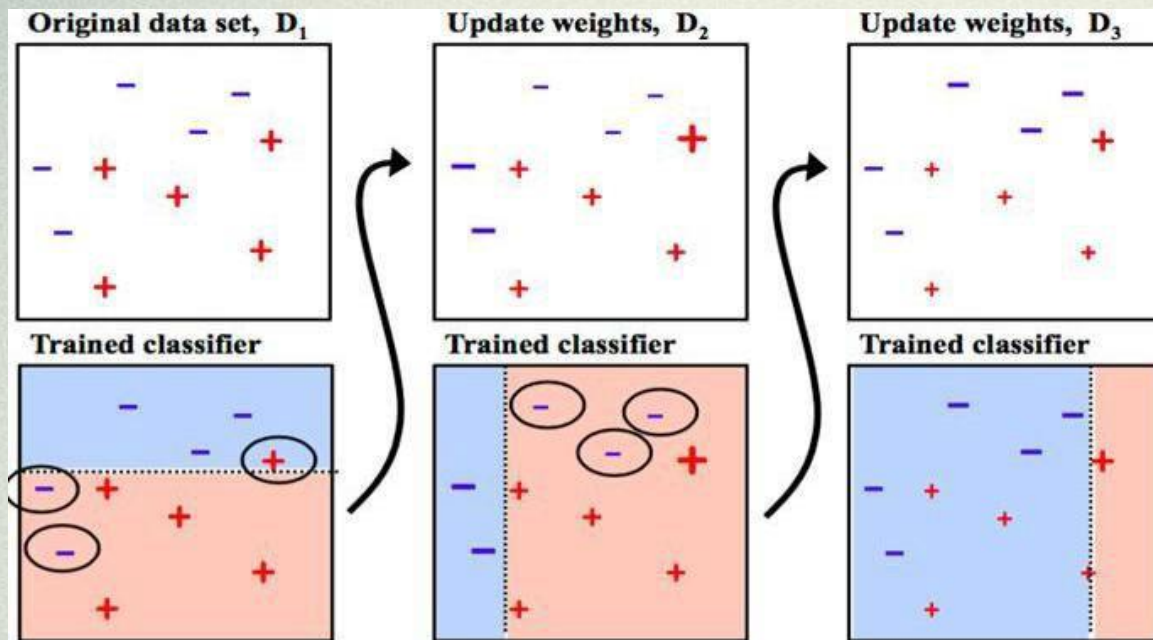 Original data set, D₁
Update weights, D₂
Update weights, D₃
Trained classifier
Trained classifier
Trained classifier